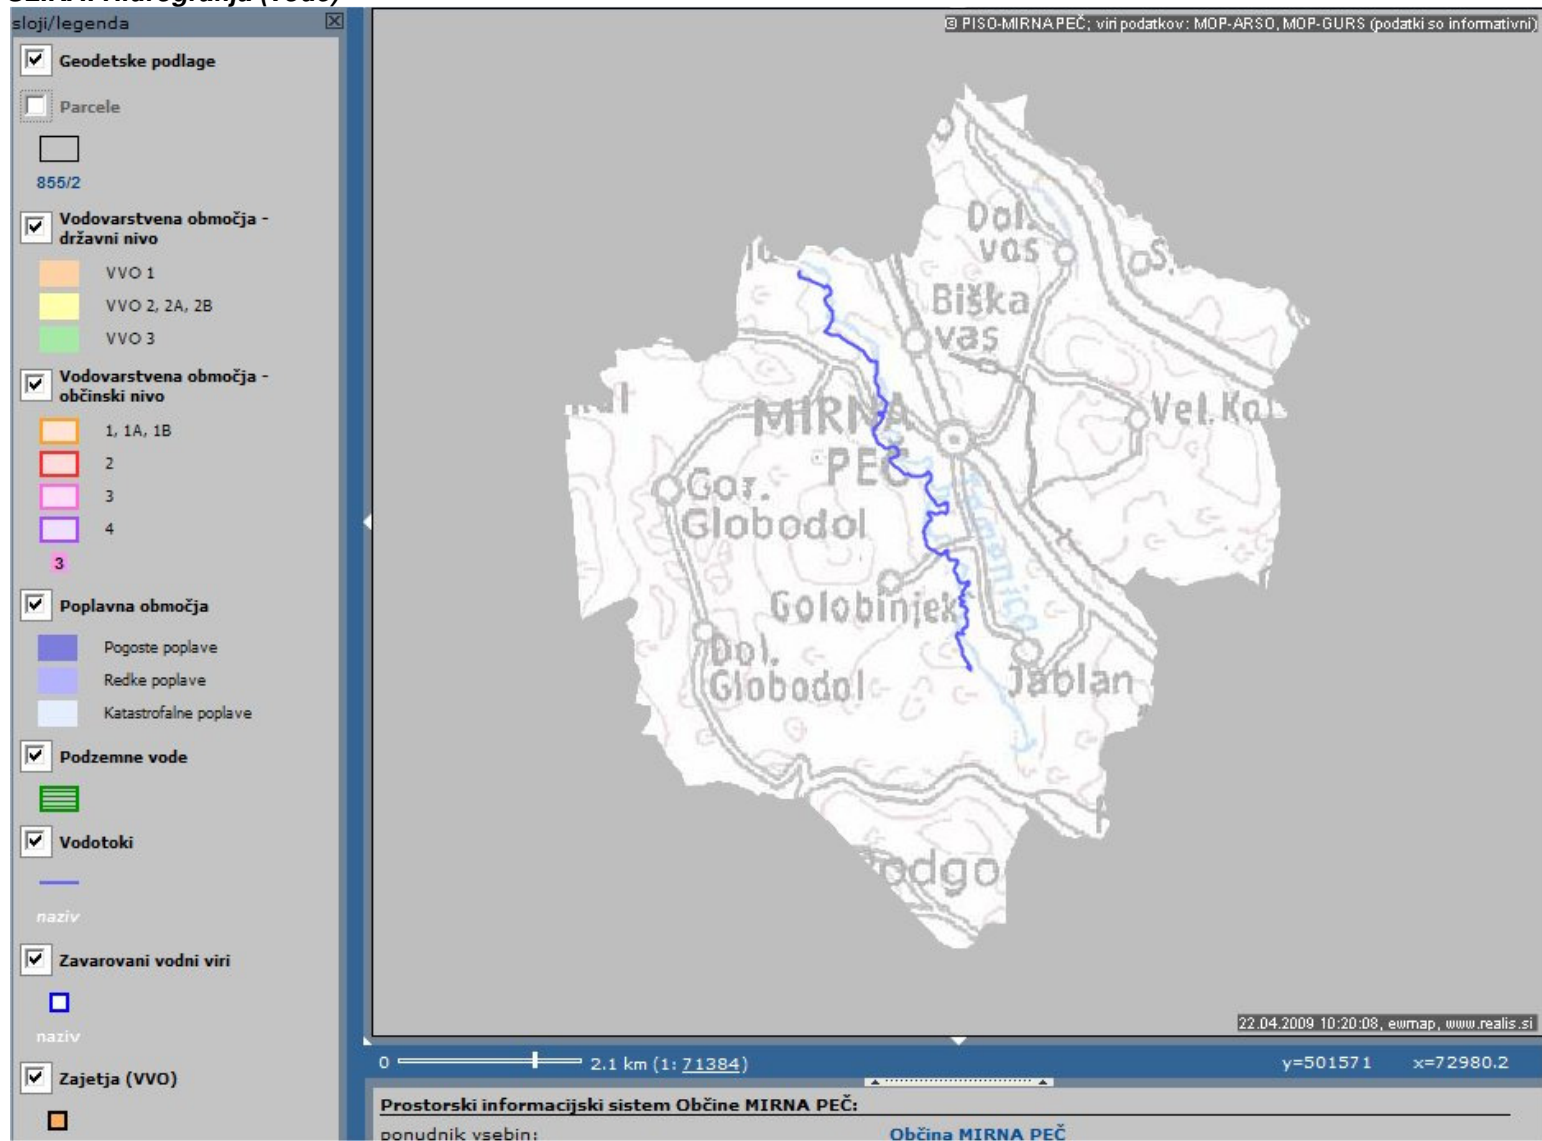 sloji/legenda
Geodetske podlage
Parcele
855/2
Vodovarstvena območja -
državni nivo
VVO 1
VVO 2, 2A, 2B
VVO 3
Vodovarstvena območja -
občinski nivo
1, 1A, 1B
2
3
4
3
Poplavna območja
Pogoste poplave
Redke poplave
Katastrofalne poplave
Podzemne vode
Vodotoki
naziv
Zavarovani vodni viri
naziv
Zajetja (VVO)
© PISO-MIRNA PEČ; viri podatkov: MOP-ARSO, MOP-GURS (podatki so informativni)
Dol.
vas
Biška
vas
MIRNA
PEČ
Vel. Ko
Gor.
Globodol
Temenica
Golobinjek
Dol.
Globodol
Jablan
Podgo
22.04.2009 10:20:08, ewmap, www.realis.si
0 2.1 km (1: 71384) y=501571 x=72980.2
Prostorski informacijski sistem Občine MIRNA PEČ:
ponudnik vsebin: Občina MIRNA PEČ